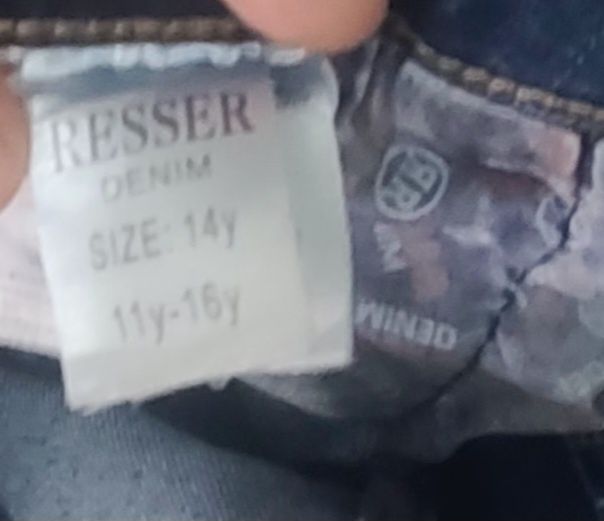 RESSER
DENIM
SIZE: 14y
11y-16y
DENIM